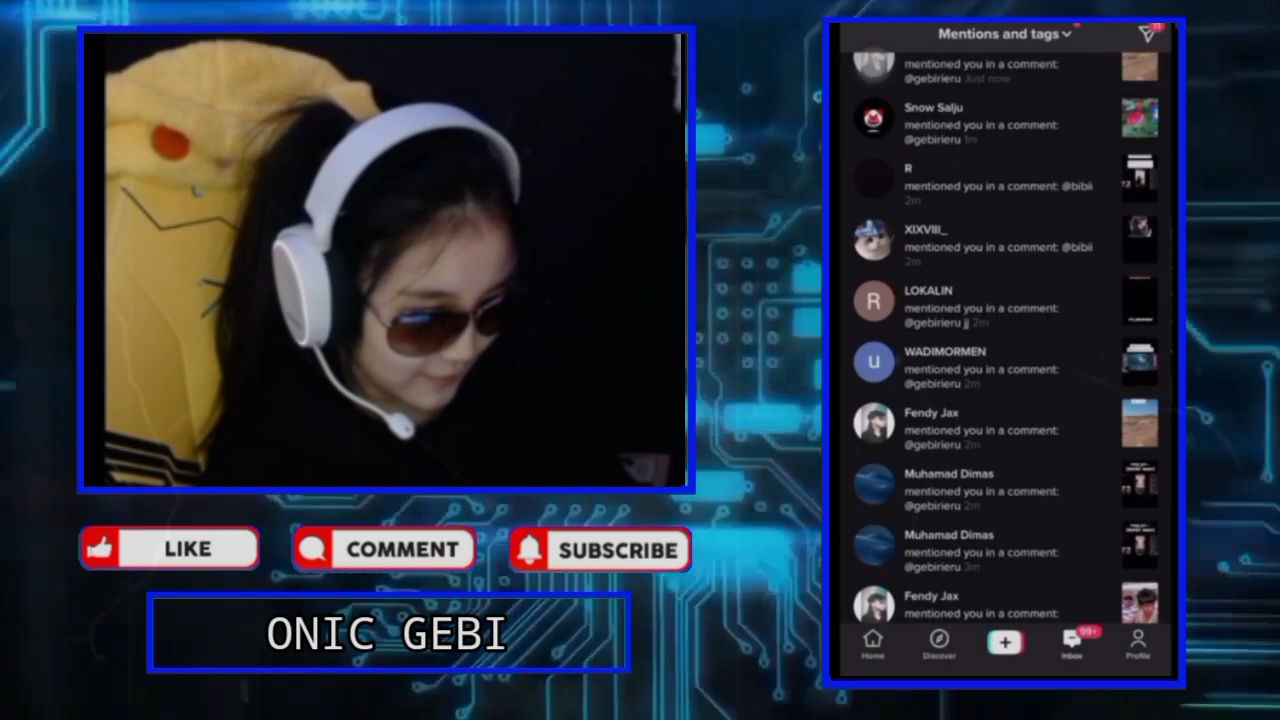 LIKE
COMMENT
SUBSCRIBE
ONIC GEBI
Mentions and tags
11
mentioned you in a comment:
@gebirieru Just now
Snow Salju
mentioned you in a comment:
@gebirieru 1m
R
mentioned you in a comment: @bibii
2m
XIXVIII_
mentioned you in a comment: @bibii
2m
R
LOKALIN
mentioned you in a comment:
@gebirieru jj 2m
u
WADIMORMEN
mentioned you in a comment:
@gebirieru 2m
Fendy Jax
mentioned you in a comment:
@gebirieru 2m
Muhamad Dimas
mentioned you in a comment:
@gebirieru 2m
Muhamad Dimas
mentioned you in a comment:
@gebirieru 3m
Fendy Jax
mentioned you in a comment:
99+
Home
Discover
Inbox
Profile